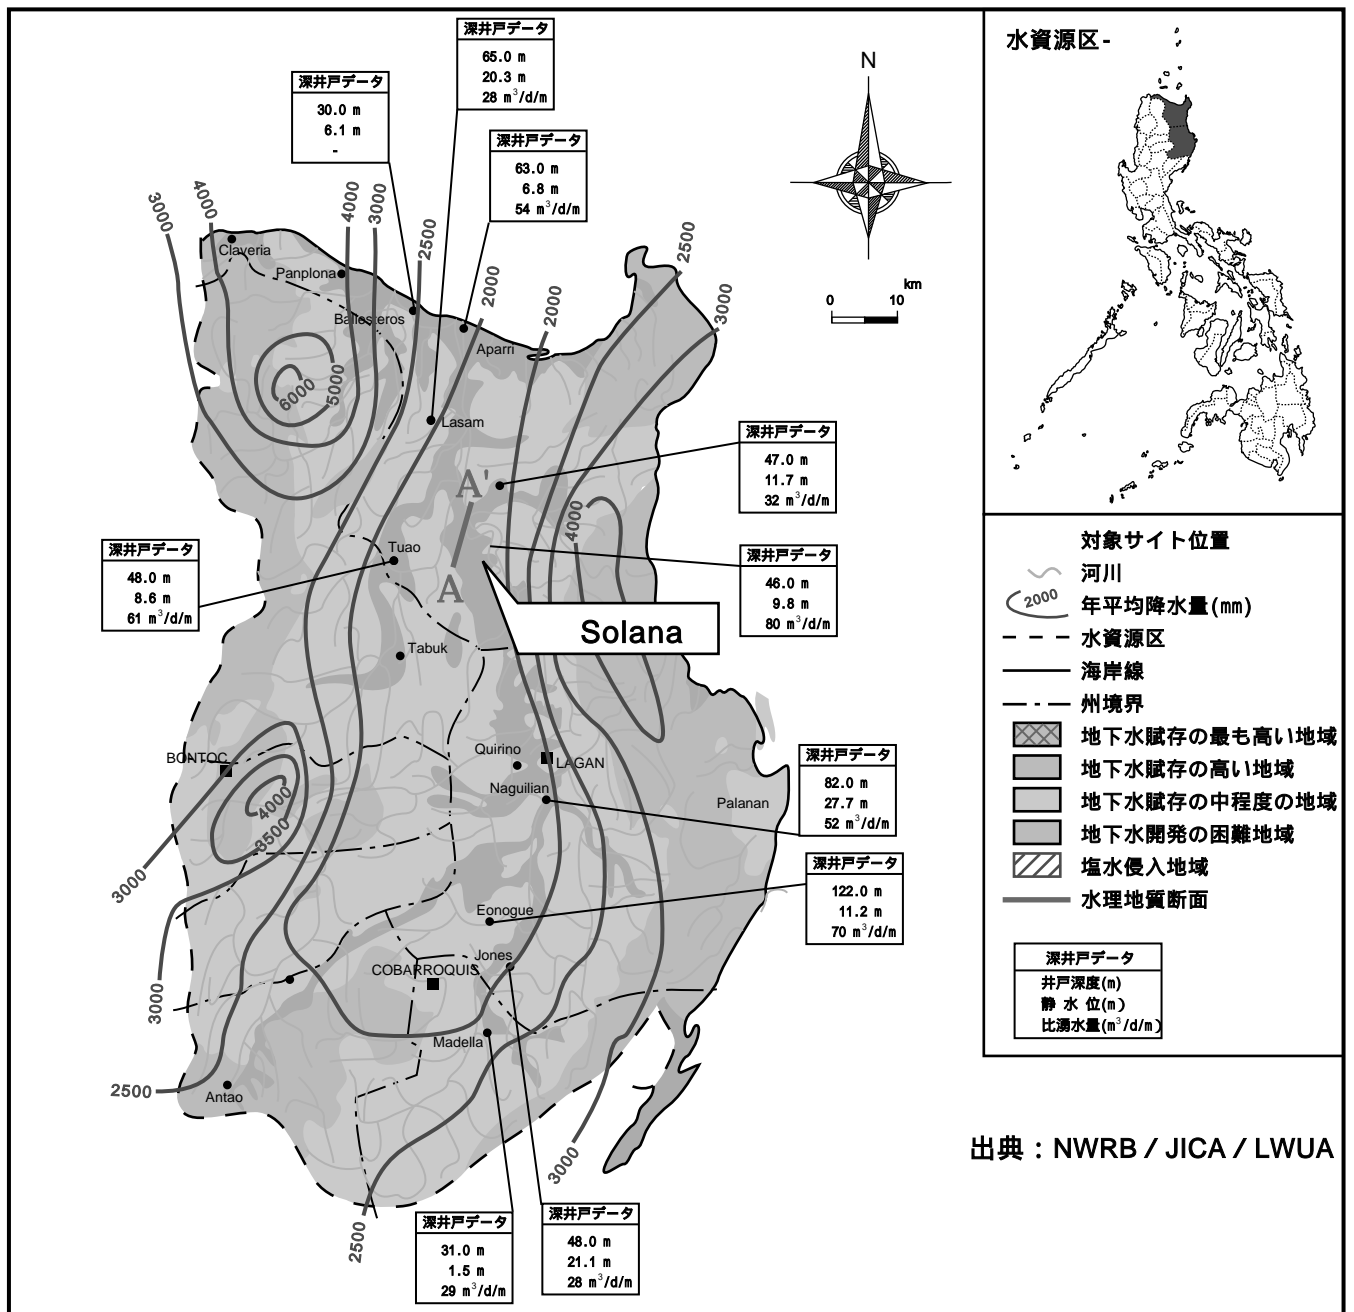 深井戸データ
65.0 m
20.3 m
28 m³/d/m
深井戸データ
30.0 m
6.1 m
-
深井戸データ
63.0 m
6.8 m
54 m³/d/m
N
km
0 10
水資源区-
3000
4000
4000
3000
2500
2000
2000
2500
3000
Claveria
Panplona
Ballesteros
Aparri
6000
5000
Lasam
深井戸データ
47.0 m
11.7 m
32 m³/d/m
A'
4000
深井戸データ
48.0 m
8.6 m
61 m³/d/m
Tuao
A
深井戸データ
46.0 m
9.8 m
80 m³/d/m
Solana
Tabuk
対象サイト位置
河川
2000
年平均降水量(mm)
水資源区
海岸線
州境界
地下水賦存の最も高い地域
地下水賦存の高い地域
地下水賦存の中程度の地域
地下水開発の困難地域
塩水侵入地域
水理地質断面
深井戸データ
井戸深度(m)
静 水 位(m)
比湧水量(m³/d/m)
BONTOC
Quirino
LAGAN
Naguilian
Palanan
深井戸データ
82.0 m
27.7 m
52 m³/d/m
4000
3500
3000
深井戸データ
122.0 m
11.2 m
70 m³/d/m
Eonogue
Jones
COBARROQUIS
3000
Madella
2500
Antao
3000
2500
深井戸データ
31.0 m
1.5 m
29 m³/d/m
深井戸データ
48.0 m
21.1 m
28 m³/d/m
出典：NWRB / JICA / LWUA